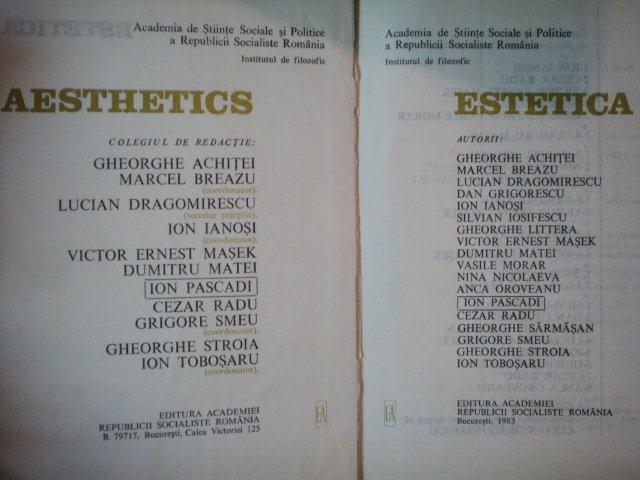 Academia de Științe Sociale și Politice
a Republicii Socialiste România
Institutul de filozofie
AESTHETICS
COLEGIUL DE REDACȚIE:
GHEORGHE ACHIȚEI
MARCEL BREAZU
(coordonator),
LUCIAN DRAGOMIRESCU
(secretar științific),
ION IANOȘI
(coordonator),
VICTOR ERNEST MAȘEK
DUMITRU MATEI
ION PASCADI
CEZAR RADU
GRIGORE SMEU
(coordonator),
GHEORGHE STROIA
ION TOBOȘARU
(coordonator),
EDITURA ACADEMIEI
REPUBLICII SOCIALISTE ROMÂNIA
R 79717, București, Calea Victoriei 125
EA
Academia de Științe Sociale și Politice
a Republicii Socialiste România
Institutul de filozofie
ESTETICA
AUTORII:
GHEORGHE ACHIȚEI
MARCEL BREAZU
LUCIAN DRAGOMIRESCU
DAN GRIGORESCU
ION IANOȘI
SILVIAN IOSIFESCU
GHEORGHE LITTERA
VICTOR ERNEST MAȘEK
DUMITRU MATEI
VASILE MORAR
NINA NICOLAEVA
ANCA OROVEANU
ION PASCADI
CEZAR RADU
GHEORGHE SĂRMĂȘAN
GRIGORE SMEU
GHEORGHE STROIA
ION TOBOȘARU
EDITURA ACADEMIEI
REPUBLICII SOCIALISTE ROMÂNIA
București, 1983
EA